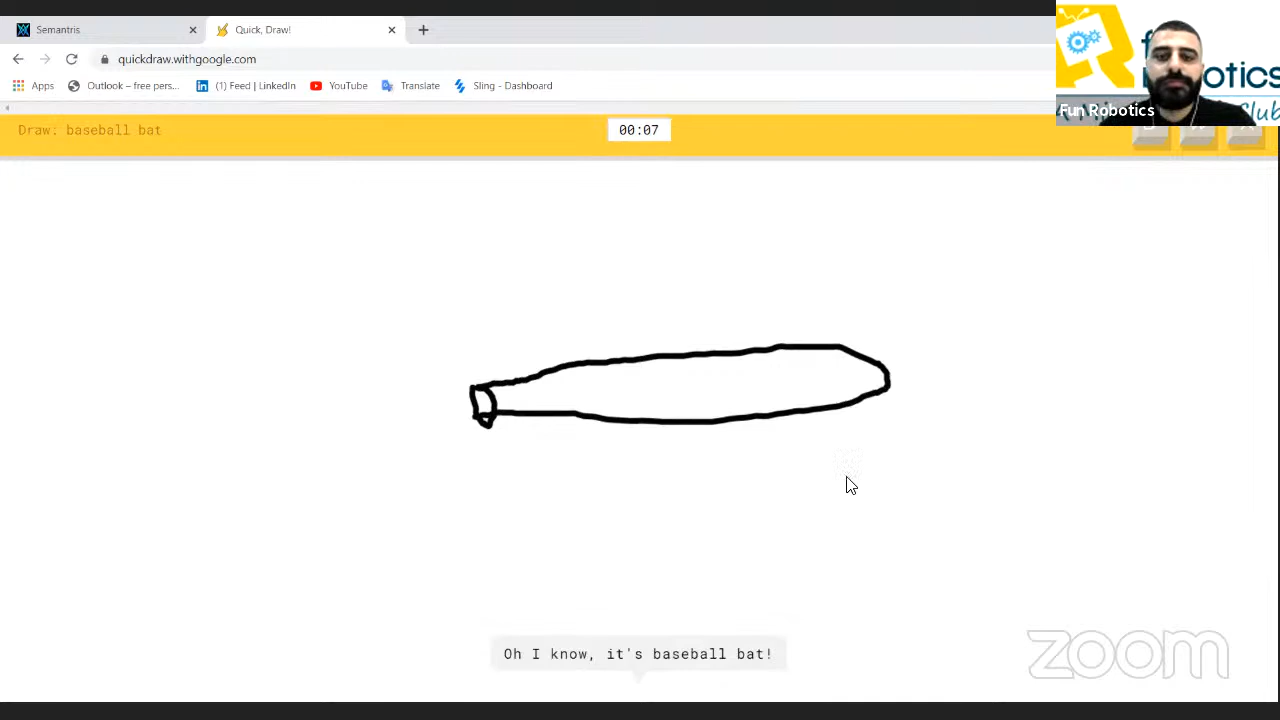 Semantris
Quick, Draw!
quickdraw.withgoogle.com
Apps
Outlook – free pers...
(1) Feed | LinkedIn
YouTube
Translate
Sling - Dashboard
Fun Robotics
Draw: baseball bat
00:07
Oh I know, it's baseball bat!
zoom